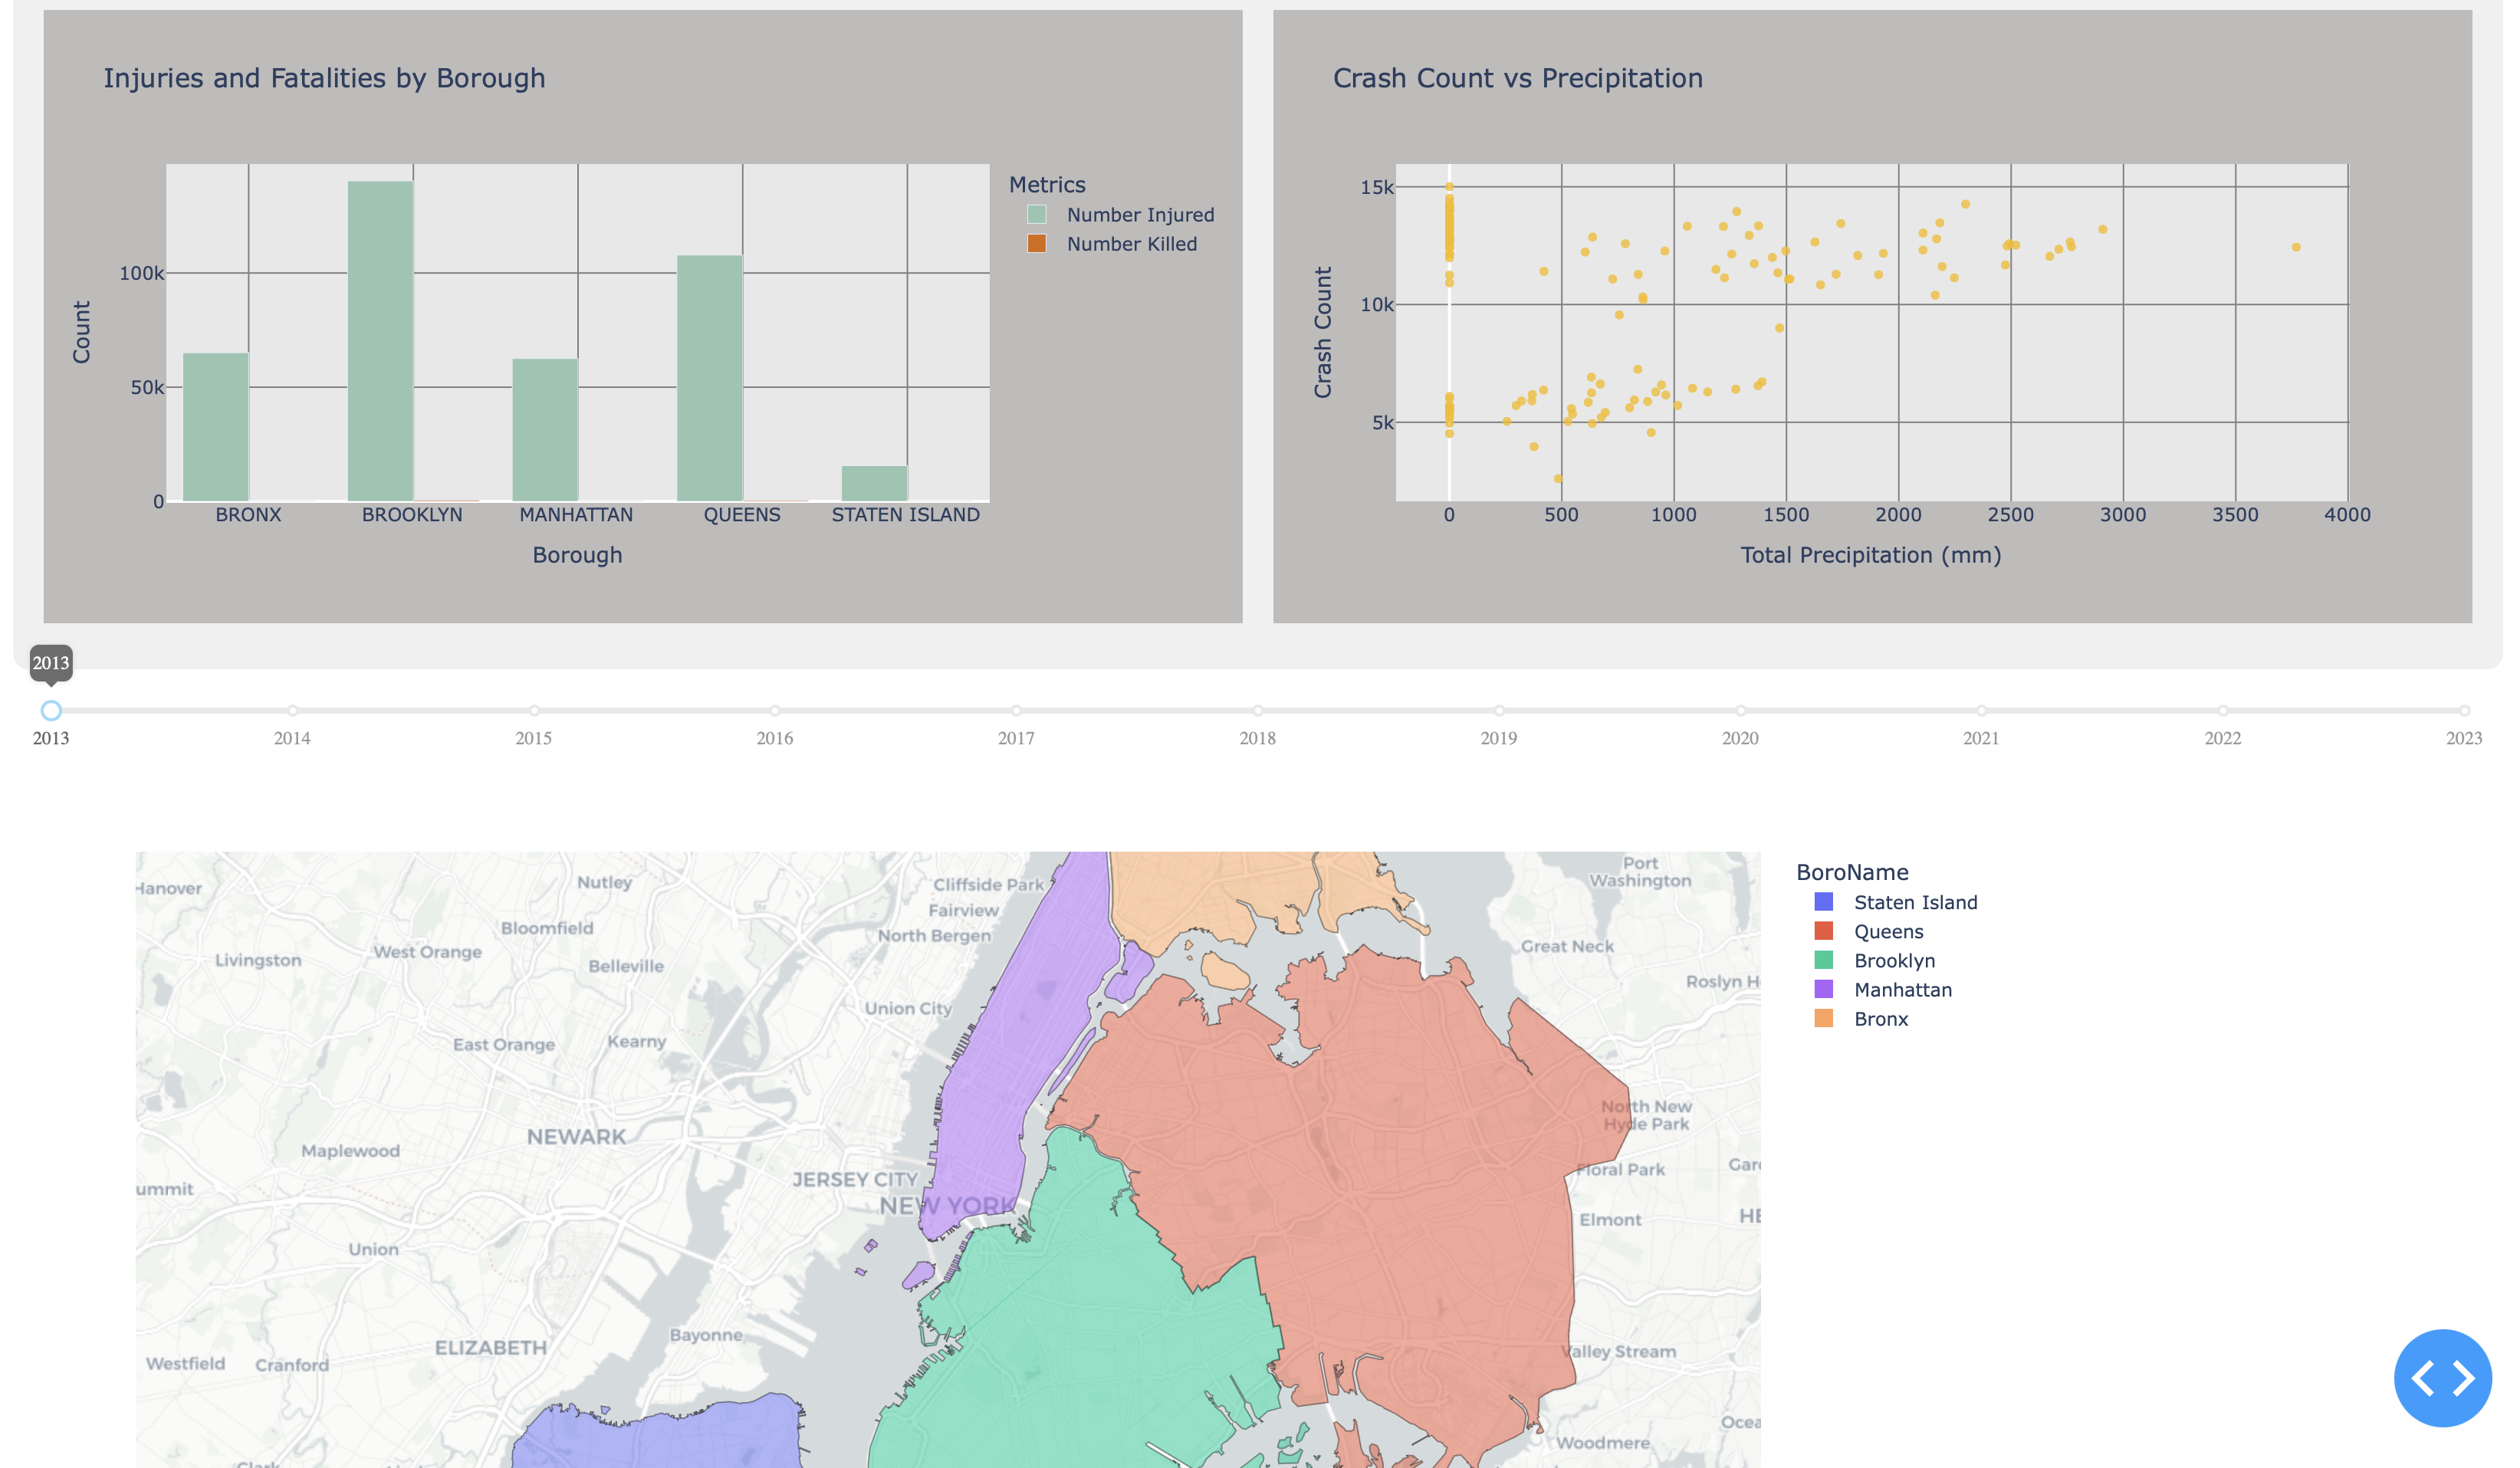 Injuries and Fatalities by Borough
Metrics
Number Injured
Number Killed
100k
50k
0
Count
BRONX BROOKLYN MANHATTAN QUEENS STATEN ISLAND
Borough
Crash Count vs Precipitation
15k
10k
5k
Crash Count
0 500 1000 1500 2000 2500 3000 3500 4000
Total Precipitation (mm)
2013
2013 2014 2015 2016 2017 2018 2019 2020 2021 2022 2023
BoroName
Staten Island
Queens
Brooklyn
Manhattan
Bronx
Port
Washington
Hanover
Nutley
Cliffside Park
Fairview
Bloomfield
North Bergen
West Orange
Great Neck
Livingston
Belleville
Roslyn H
Union City
Kearny
East Orange
North New
Hyde Park
NEWARK
Maplewood
Floral Park
Gar
JERSEY CITY
ummit
NEW YORK
HE
Elmont
Union
Bayonne
ELIZABETH
Valley Stream
Westfield
Cranford
Ocea
Woodmere
Clark